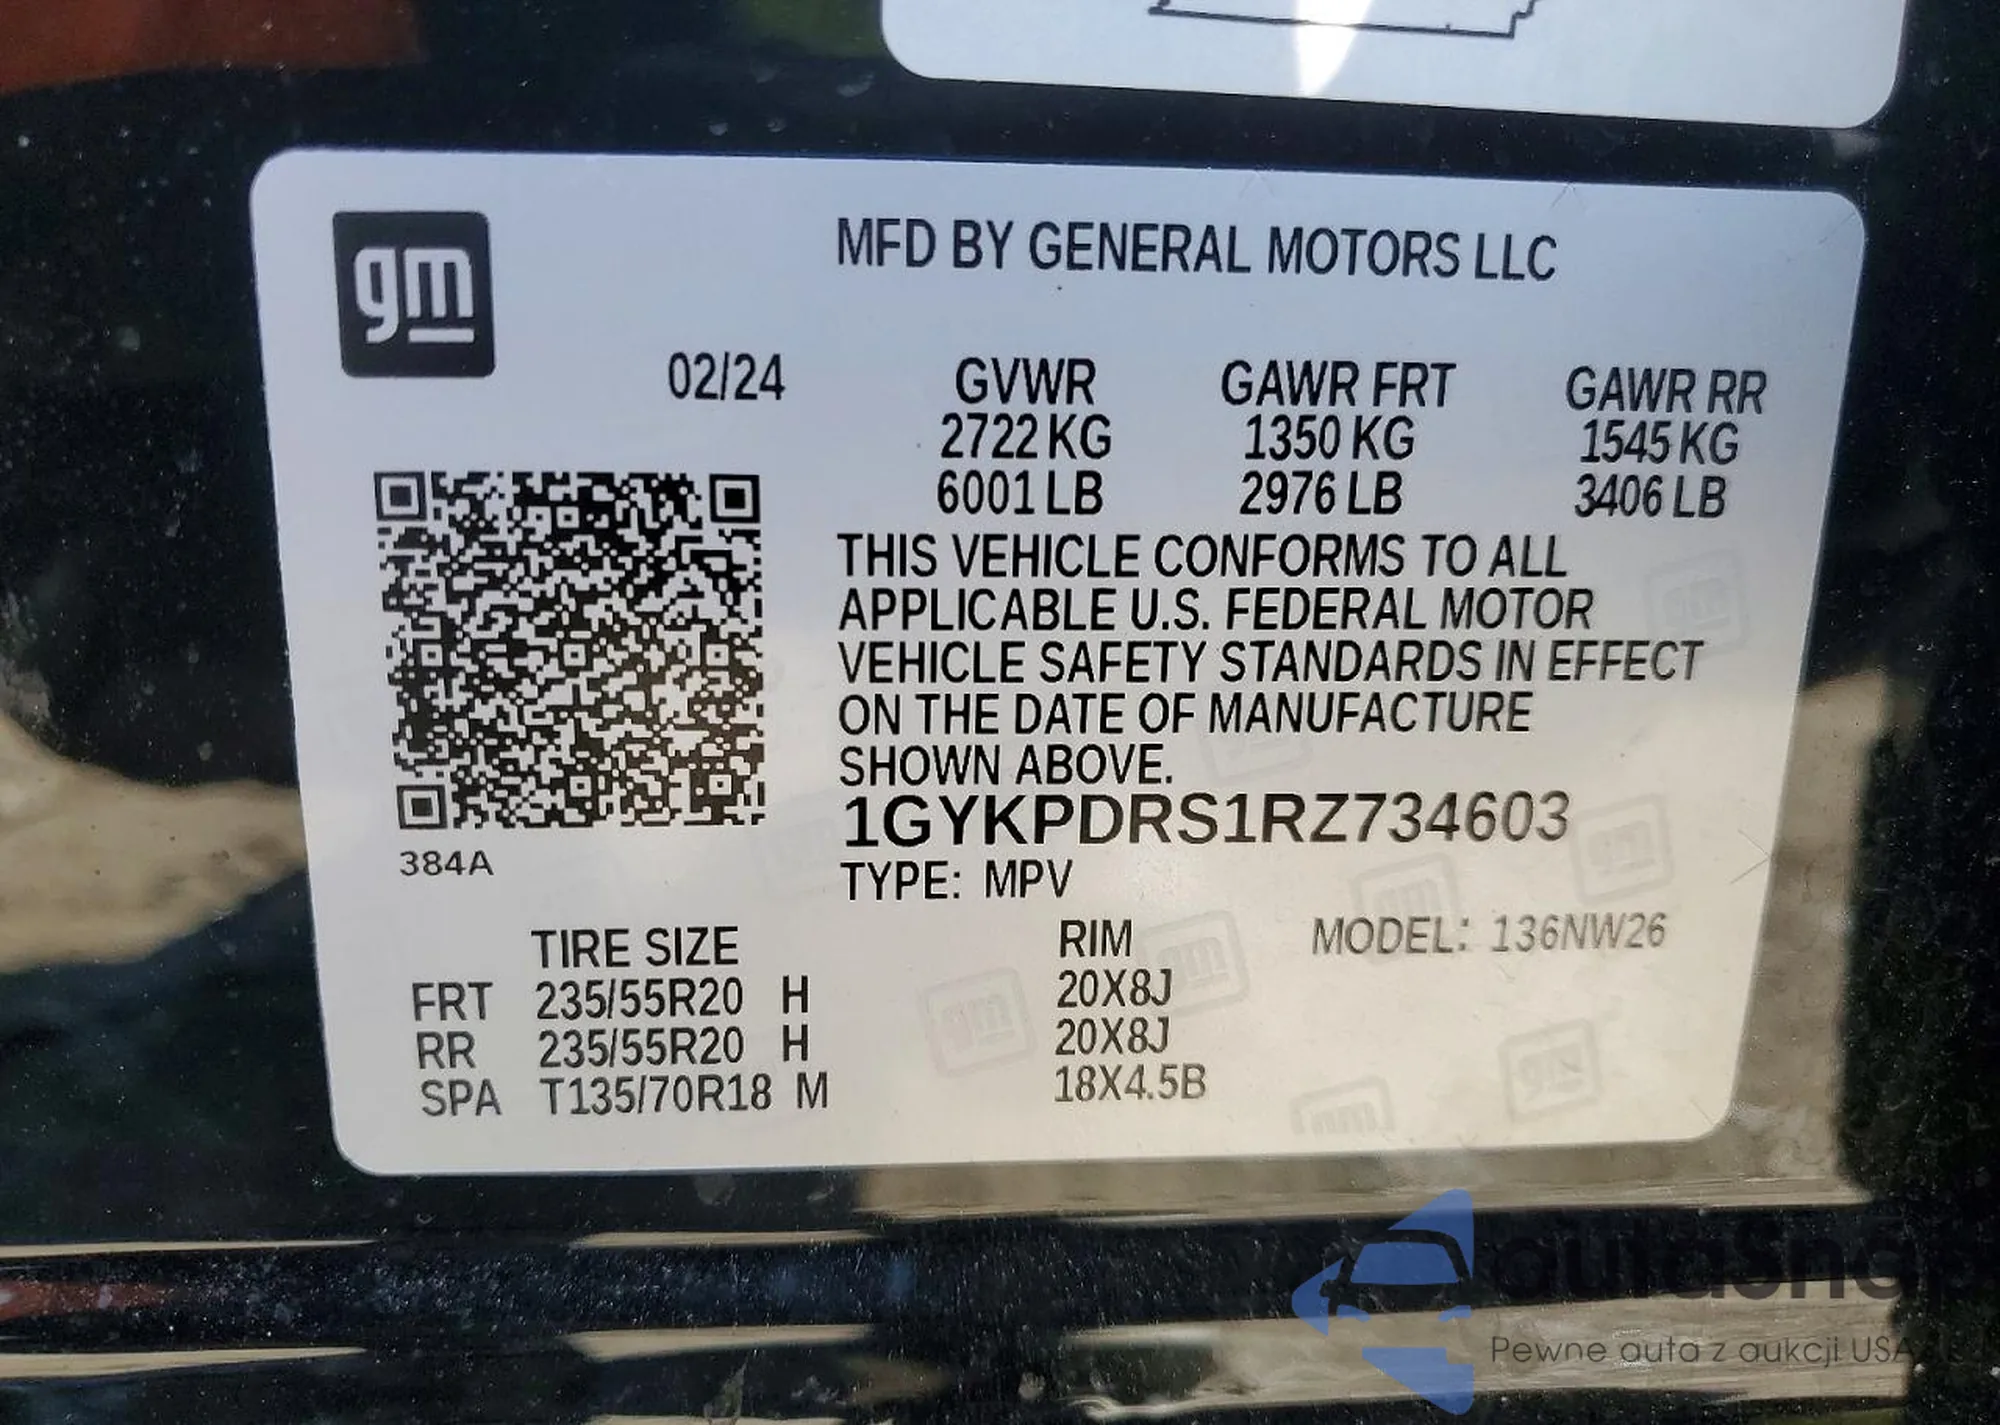 gm
MFD BY GENERAL MOTORS LLC
02/24
GVWR GAWR FRT GAWR RR
2722 KG 1350 KG 1545 KG
6001 LB 2976 LB 3406 LB
THIS VEHICLE CONFORMS TO ALL
APPLICABLE U.S. FEDERAL MOTOR
VEHICLE SAFETY STANDARDS IN EFFECT
ON THE DATE OF MANUFACTURE
SHOWN ABOVE.
1GYKPDRS1RZ734603
384A
TYPE: MPV
TIRE SIZE RIM MODEL: 136NW26
FRT 235/55R20 H 20X8J
RR 235/55R20 H 20X8J
SPA T135/70R18 M 18X4.5B
autaSnap
Pewne auta z aukcji USA